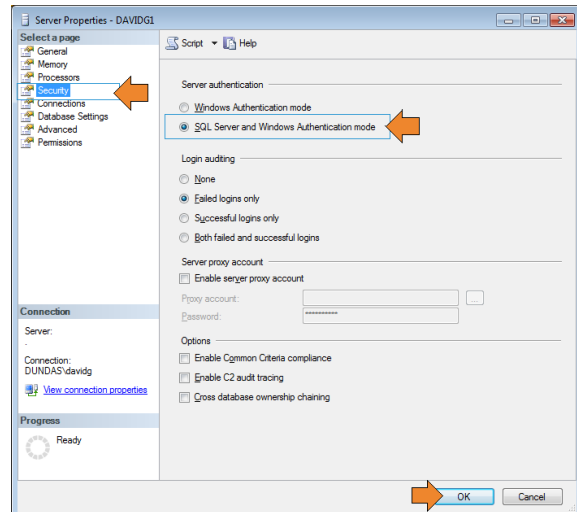 Server Properties - DAVIDG1
Select a page
General
Memory
Processors
Security
Connections
Database Settings
Advanced
Permissions
Script
Help
Server authentication
Windows Authentication mode
SQL Server and Windows Authentication mode
Login auditing
None
Failed logins only
Successful logins only
Both failed and successful logins
Server proxy account
Enable server proxy account
Proxy account:
...
Password:
**********
Options
Enable Common Criteria compliance
Enable C2 audit tracing
Cross database ownership chaining
Connection
Server:
.
Connection:
DUNDAS\davidg
View connection properties
Progress
Ready
OK
Cancel